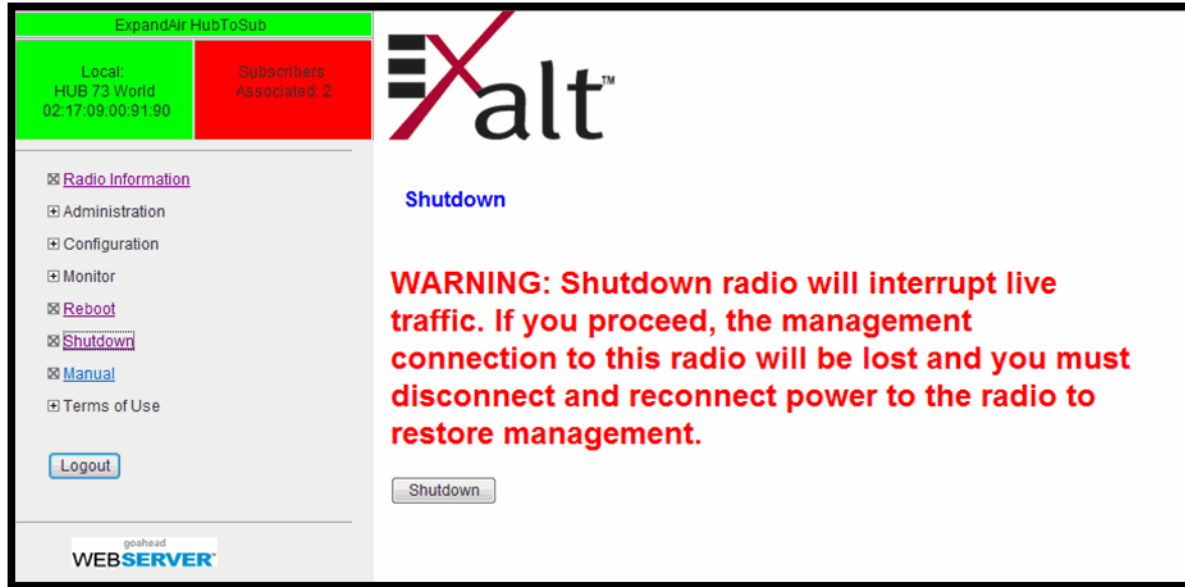 ExpandAir HubToSub
Local:
HUB 73 World
02:17:09:00:91:90
Subscribers
Associated: 2
Radio Information
Administration
Configuration
Monitor
Reboot
Shutdown
Manual
Terms of Use
Logout
goahead
WEBSERVER™
EXalt™
Shutdown
WARNING: Shutdown radio will interrupt live
traffic. If you proceed, the management
connection to this radio will be lost and you must
disconnect and reconnect power to the radio to
restore management.
Shutdown